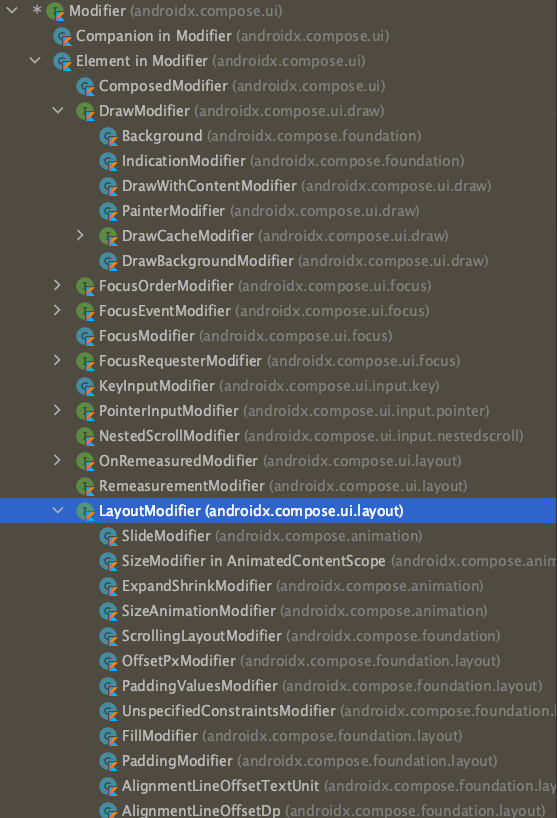 * Modifier (androidx.compose.ui)
Companion in Modifier (androidx.compose.ui)
Element in Modifier (androidx.compose.ui)
ComposedModifier (androidx.compose.ui)
DrawModifier (androidx.compose.ui.draw)
Background (androidx.compose.foundation)
IndicationModifier (androidx.compose.foundation)
DrawWithContentModifier (androidx.compose.ui.draw)
PainterModifier (androidx.compose.ui.draw)
DrawCacheModifier (androidx.compose.ui.draw)
DrawBackgroundModifier (androidx.compose.ui.draw)
FocusOrderModifier (androidx.compose.ui.focus)
FocusEventModifier (androidx.compose.ui.focus)
FocusModifier (androidx.compose.ui.focus)
FocusRequesterModifier (androidx.compose.ui.focus)
KeyInputModifier (androidx.compose.ui.input.key)
PointerInputModifier (androidx.compose.ui.input.pointer)
NestedScrollModifier (androidx.compose.ui.input.nestedscroll)
OnRemeasuredModifier (androidx.compose.ui.layout)
RemeasurementModifier (androidx.compose.ui.layout)
LayoutModifier (androidx.compose.ui.layout)
SlideModifier (androidx.compose.animation)
SizeModifier in AnimatedContentScope (androidx.compose.anim
ExpandShrinkModifier (androidx.compose.animation)
SizeAnimationModifier (androidx.compose.animation)
ScrollingLayoutModifier (androidx.compose.foundation)
OffsetPxModifier (androidx.compose.foundation.layout)
PaddingValuesModifier (androidx.compose.foundation.layout)
UnspecifiedConstraintsModifier (androidx.compose.foundation.
FillModifier (androidx.compose.foundation.layout)
PaddingModifier (androidx.compose.foundation.layout)
AlignmentLineOffsetTextUnit (androidx.compose.foundation.lay
AlignmentLineOffsetDp (androidx.compose.foundation.layout)